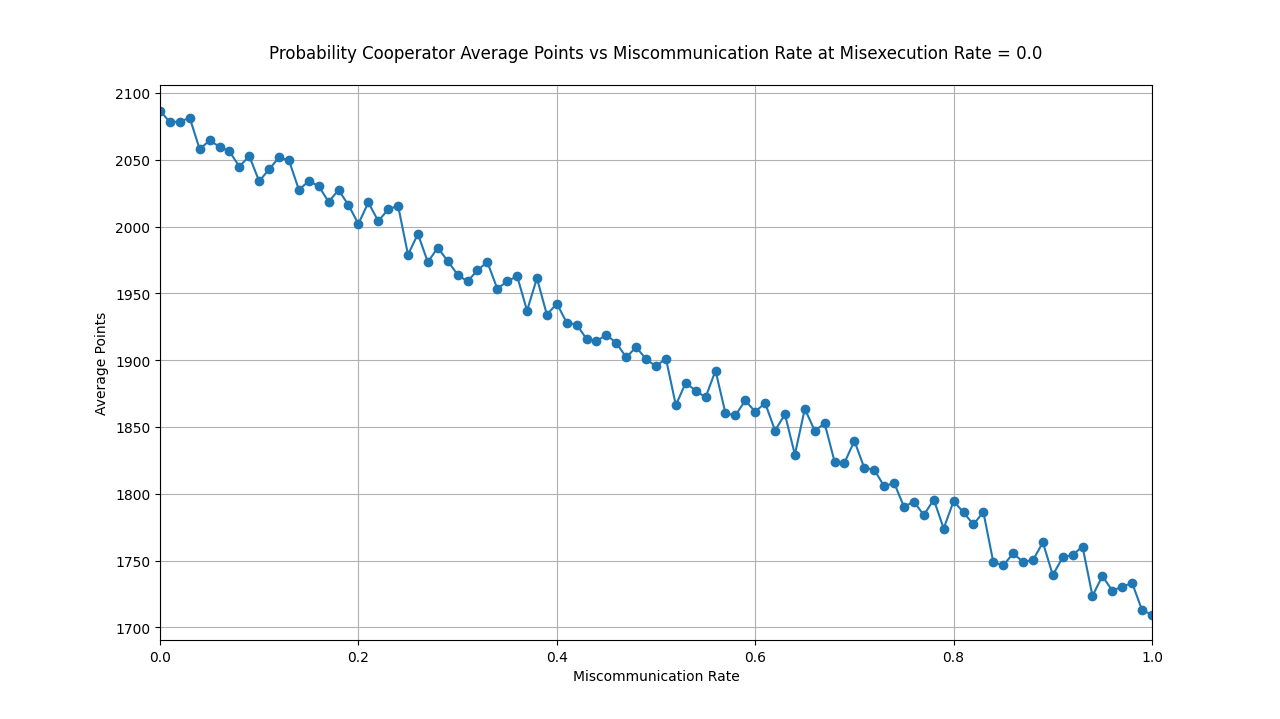 Probability Cooperator Average Points vs Miscommunication Rate at Misexecution Rate = 0.0
2100
2050
2000
1950
1900
1850
1800
1750
1700
Average Points
0.0 0.2 0.4 0.6 0.8 1.0
Miscommunication Rate